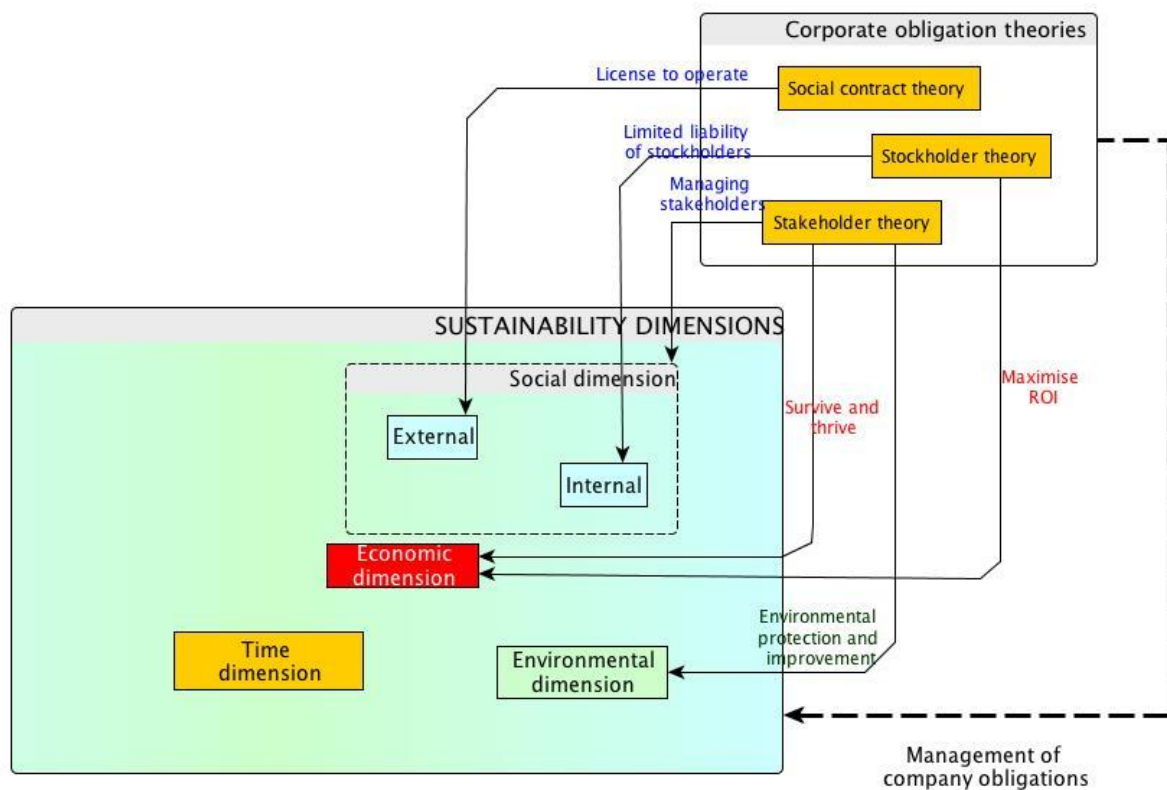 Corporate obligation theories
License to operate
Social contract theory
Limited liability
of stockholders
Stockholder theory
Managing
stakeholders
Stakeholder theory
SUSTAINABILITY DIMENSIONS
Social dimension
Maximise
ROI
Survive and
thrive
External
Internal
Economic
dimension
Environmental
protection and
improvement
Time
dimension
Environmental
dimension
Management of
company obligations